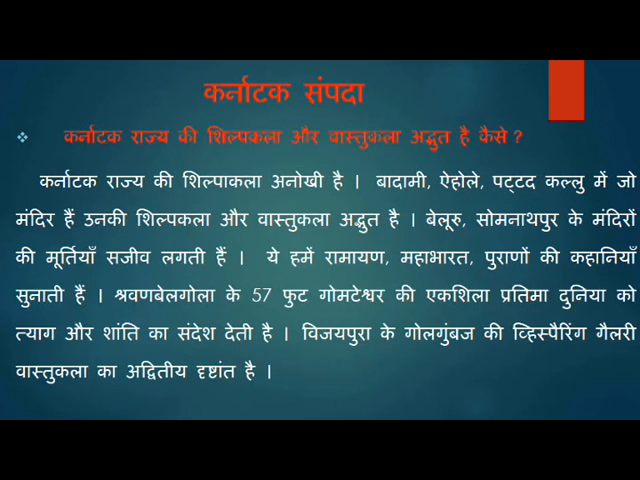 कर्नाटक संपदा
❖ कर्नाटक राज्य की शिल्पकला और वास्तुकला अद्भुत है कैसे ?
कर्नाटक राज्य की शिल्पाकला अनोखी है । बादामी, ऐहोले, पट्टद कल्लु में जो
मंदिर हैं उनकी शिल्पकला और वास्तुकला अद्भुत है । बेलूरु, सोमनाथपुर के मंदिरों
की मूर्तियाँ सजीव लगती हैं । ये हमें रामायण, महाभारत, पुराणों की कहानियाँ
सुनाती हैं । श्रवणबेलगोला के 57 फुट गोमटेश्वर की एकशिला प्रतिमा दुनिया को
त्याग और शांति का संदेश देती है । विजयपुरा के गोलगुंबज की व्हिस्पैरिंग गैलरी
वास्तुकला का अद्वितीय दृष्टांत है ।